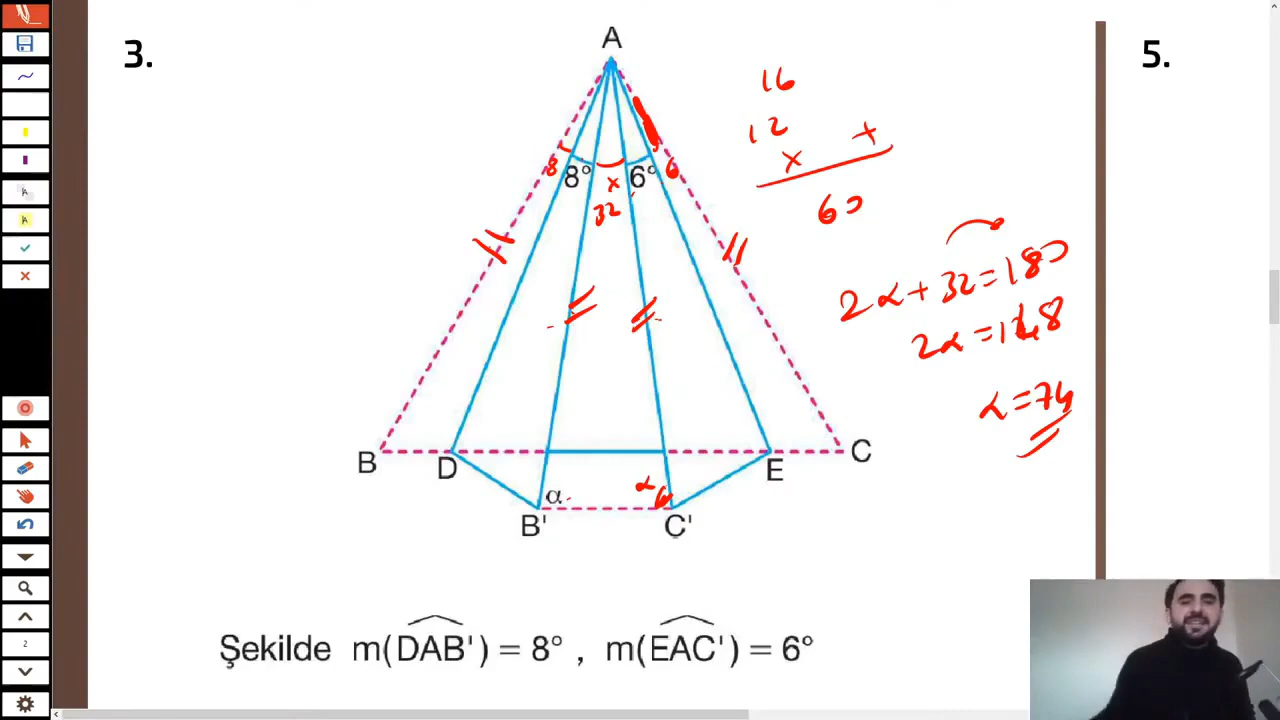 3.
5.
A
16
12
x +
60
8 8° x 6° 6
32
2α + 32 = 180
2α = 148
α = 74
B D E C
α α
B' C'
Şekilde m(DAB') = 8° , m(EAC') = 6°
2